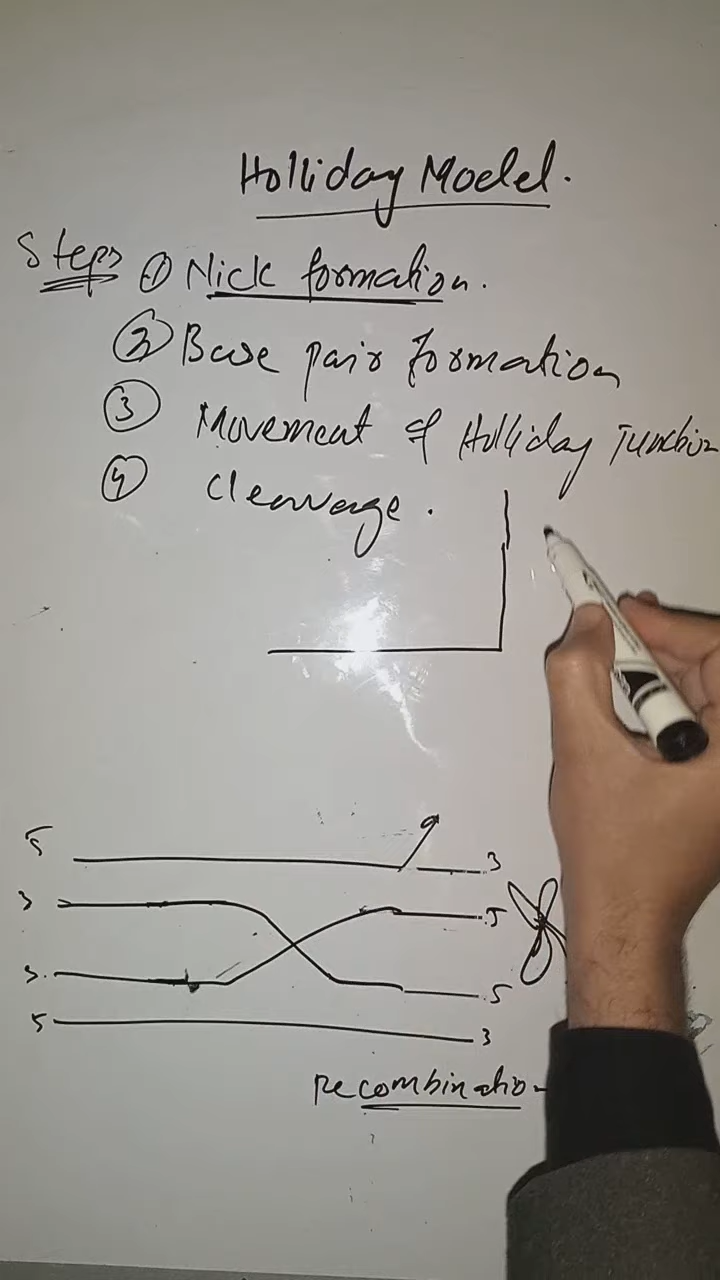 Holliday Model.
Steps ① Nick formation.
② Base pair formation
③ Movement of Holliday Junction
④ Cleavage.
5 3
3 5
3. 5
5 3
recombination